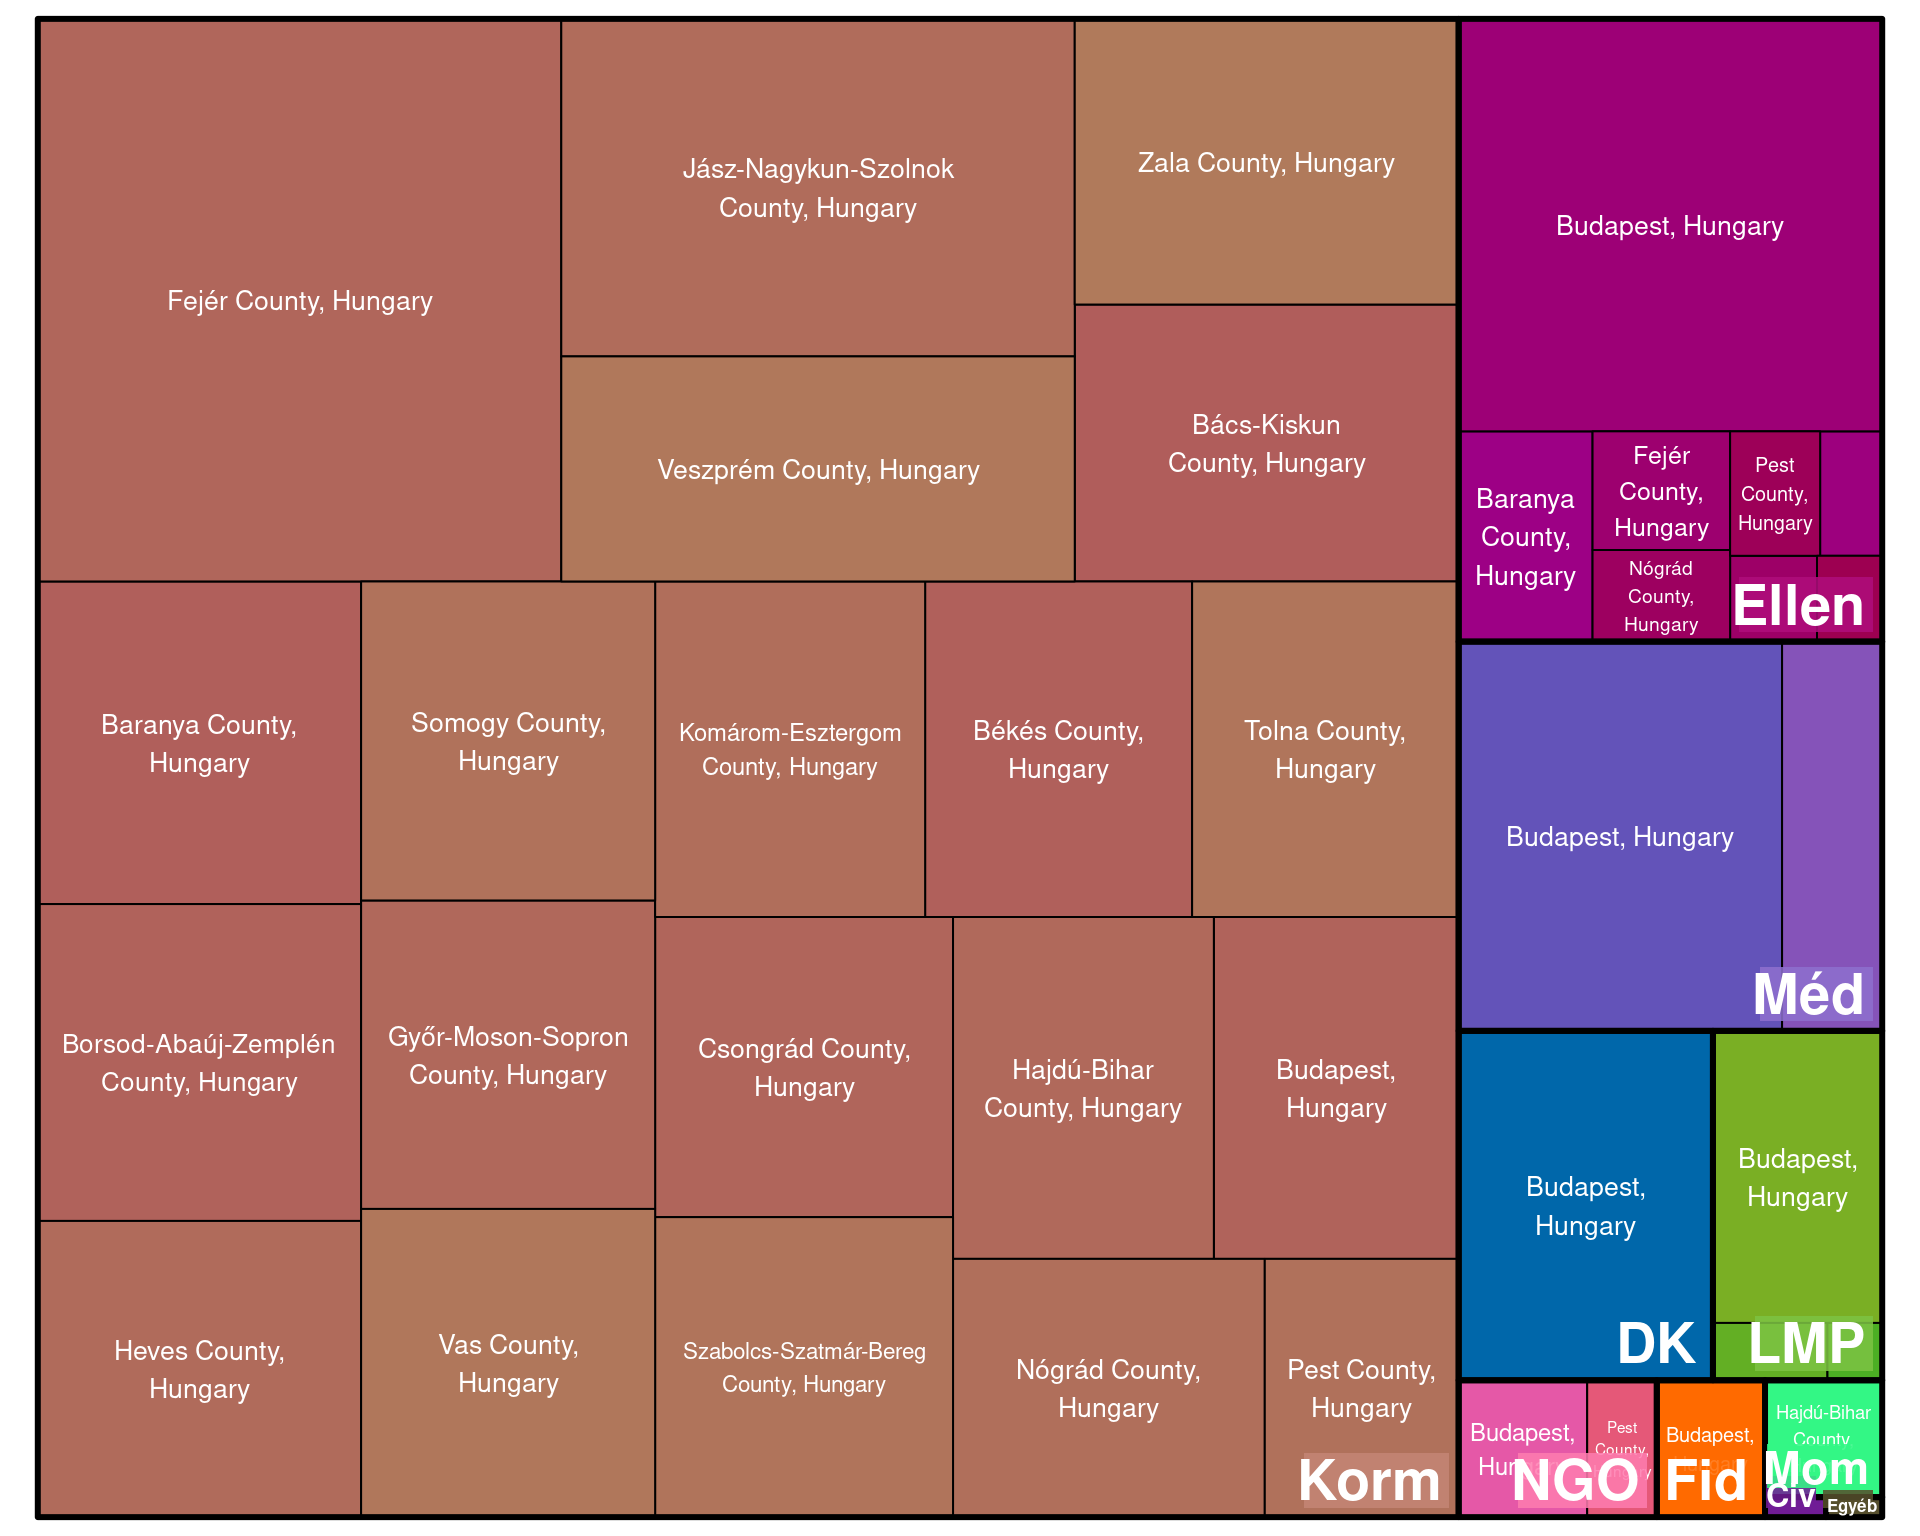 Fejér County, Hungary
Jász-Nagykun-Szolnok
County, Hungary
Zala County, Hungary
Veszprém County, Hungary
Bács-Kiskun
County, Hungary
Baranya County,
Hungary
Somogy County,
Hungary
Komárom-Esztergom
County, Hungary
Békés County,
Hungary
Tolna County,
Hungary
Borsod-Abaúj-Zemplén
County, Hungary
Győr-Moson-Sopron
County, Hungary
Csongrád County,
Hungary
Hajdú-Bihar
County, Hungary
Budapest,
Hungary
Heves County,
Hungary
Vas County,
Hungary
Szabolcs-Szatmár-Bereg
County, Hungary
Nógrád County,
Hungary
Pest County,
Hungary
Korm
Budapest, Hungary
Baranya
County,
Hungary
Fejér
County,
Hungary
Pest
County,
Hungary
Nógrád
County,
Hungary
Ellen
Budapest, Hungary
Méd
Budapest,
Hungary
DK
Budapest,
Hungary
LMP
Budapest,
Pest
County,
NGO
Budapest,
Fid
Hajdú-Bihar
County
Mom
Civ
Egyéb